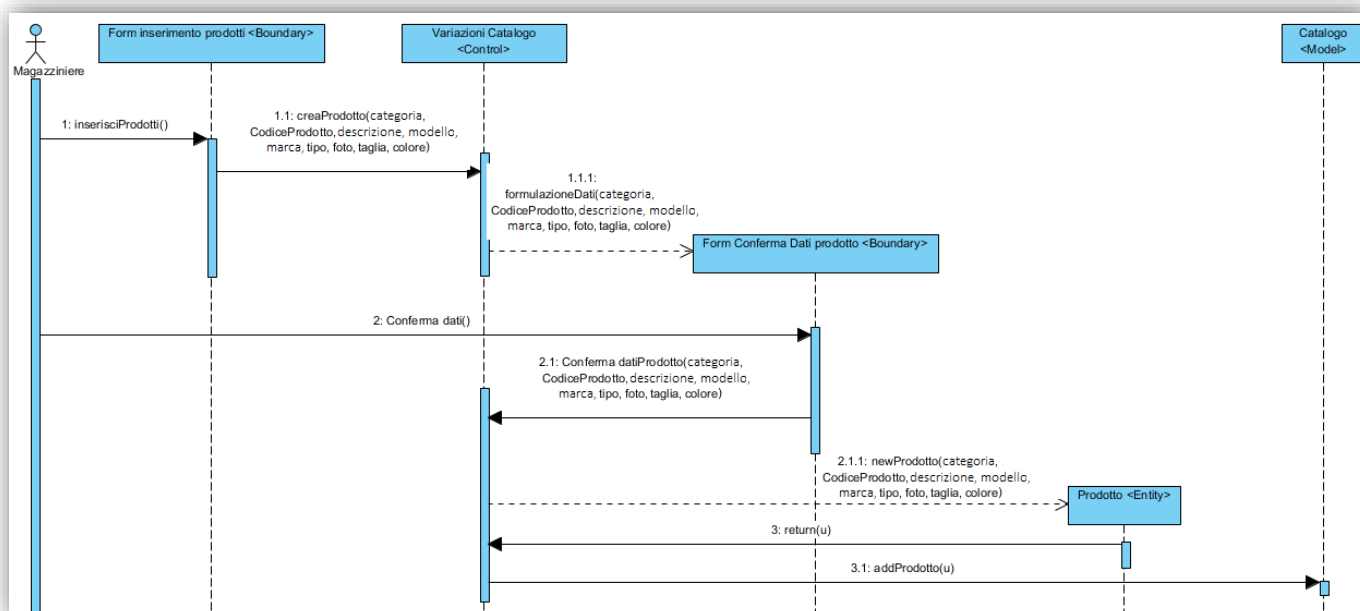 Magazziniere
Form inserimento prodotti <Boundary>
Variazioni Catalogo
<Control>
Catalogo
<Model>
1: inserisciProdotti()
1.1: creaProdotto(categoria,
CodiceProdotto, descrizione, modello,
marca, tipo, foto, taglia, colore)
1.1.1:
formulazioneDati(categoria,
CodiceProdotto, descrizione, modello,
marca, tipo, foto, taglia, colore)
Form Conferma Dati prodotto <Boundary>
2: Conferma dati()
2.1: Conferma datiProdotto(categoria,
CodiceProdotto, descrizione, modello,
marca, tipo, foto, taglia, colore)
2.1.1: newProdotto(categoria,
CodiceProdotto, descrizione, modello,
marca, tipo, foto, taglia, colore)
Prodotto <Entity>
3: return(u)
3.1: addProdotto(u)